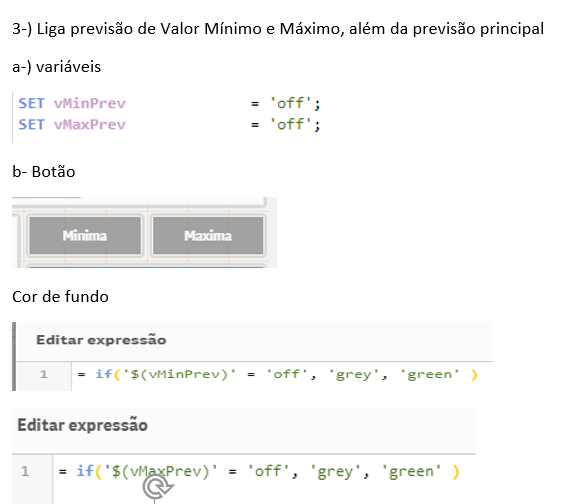 3-) Liga previsão de Valor Mínimo e Máximo, além da previsão principal
a-) variáveis
SET vMinPrev = 'off';
SET vMaxPrev = 'off';
b- Botão
Minima Maxima
Cor de fundo
Editar expressão
1 = if('$(vMinPrev)' = 'off', 'grey', 'green' )
Editar expressão
1 = if('$(vMaxPrev)' = 'off', 'grey', 'green' )